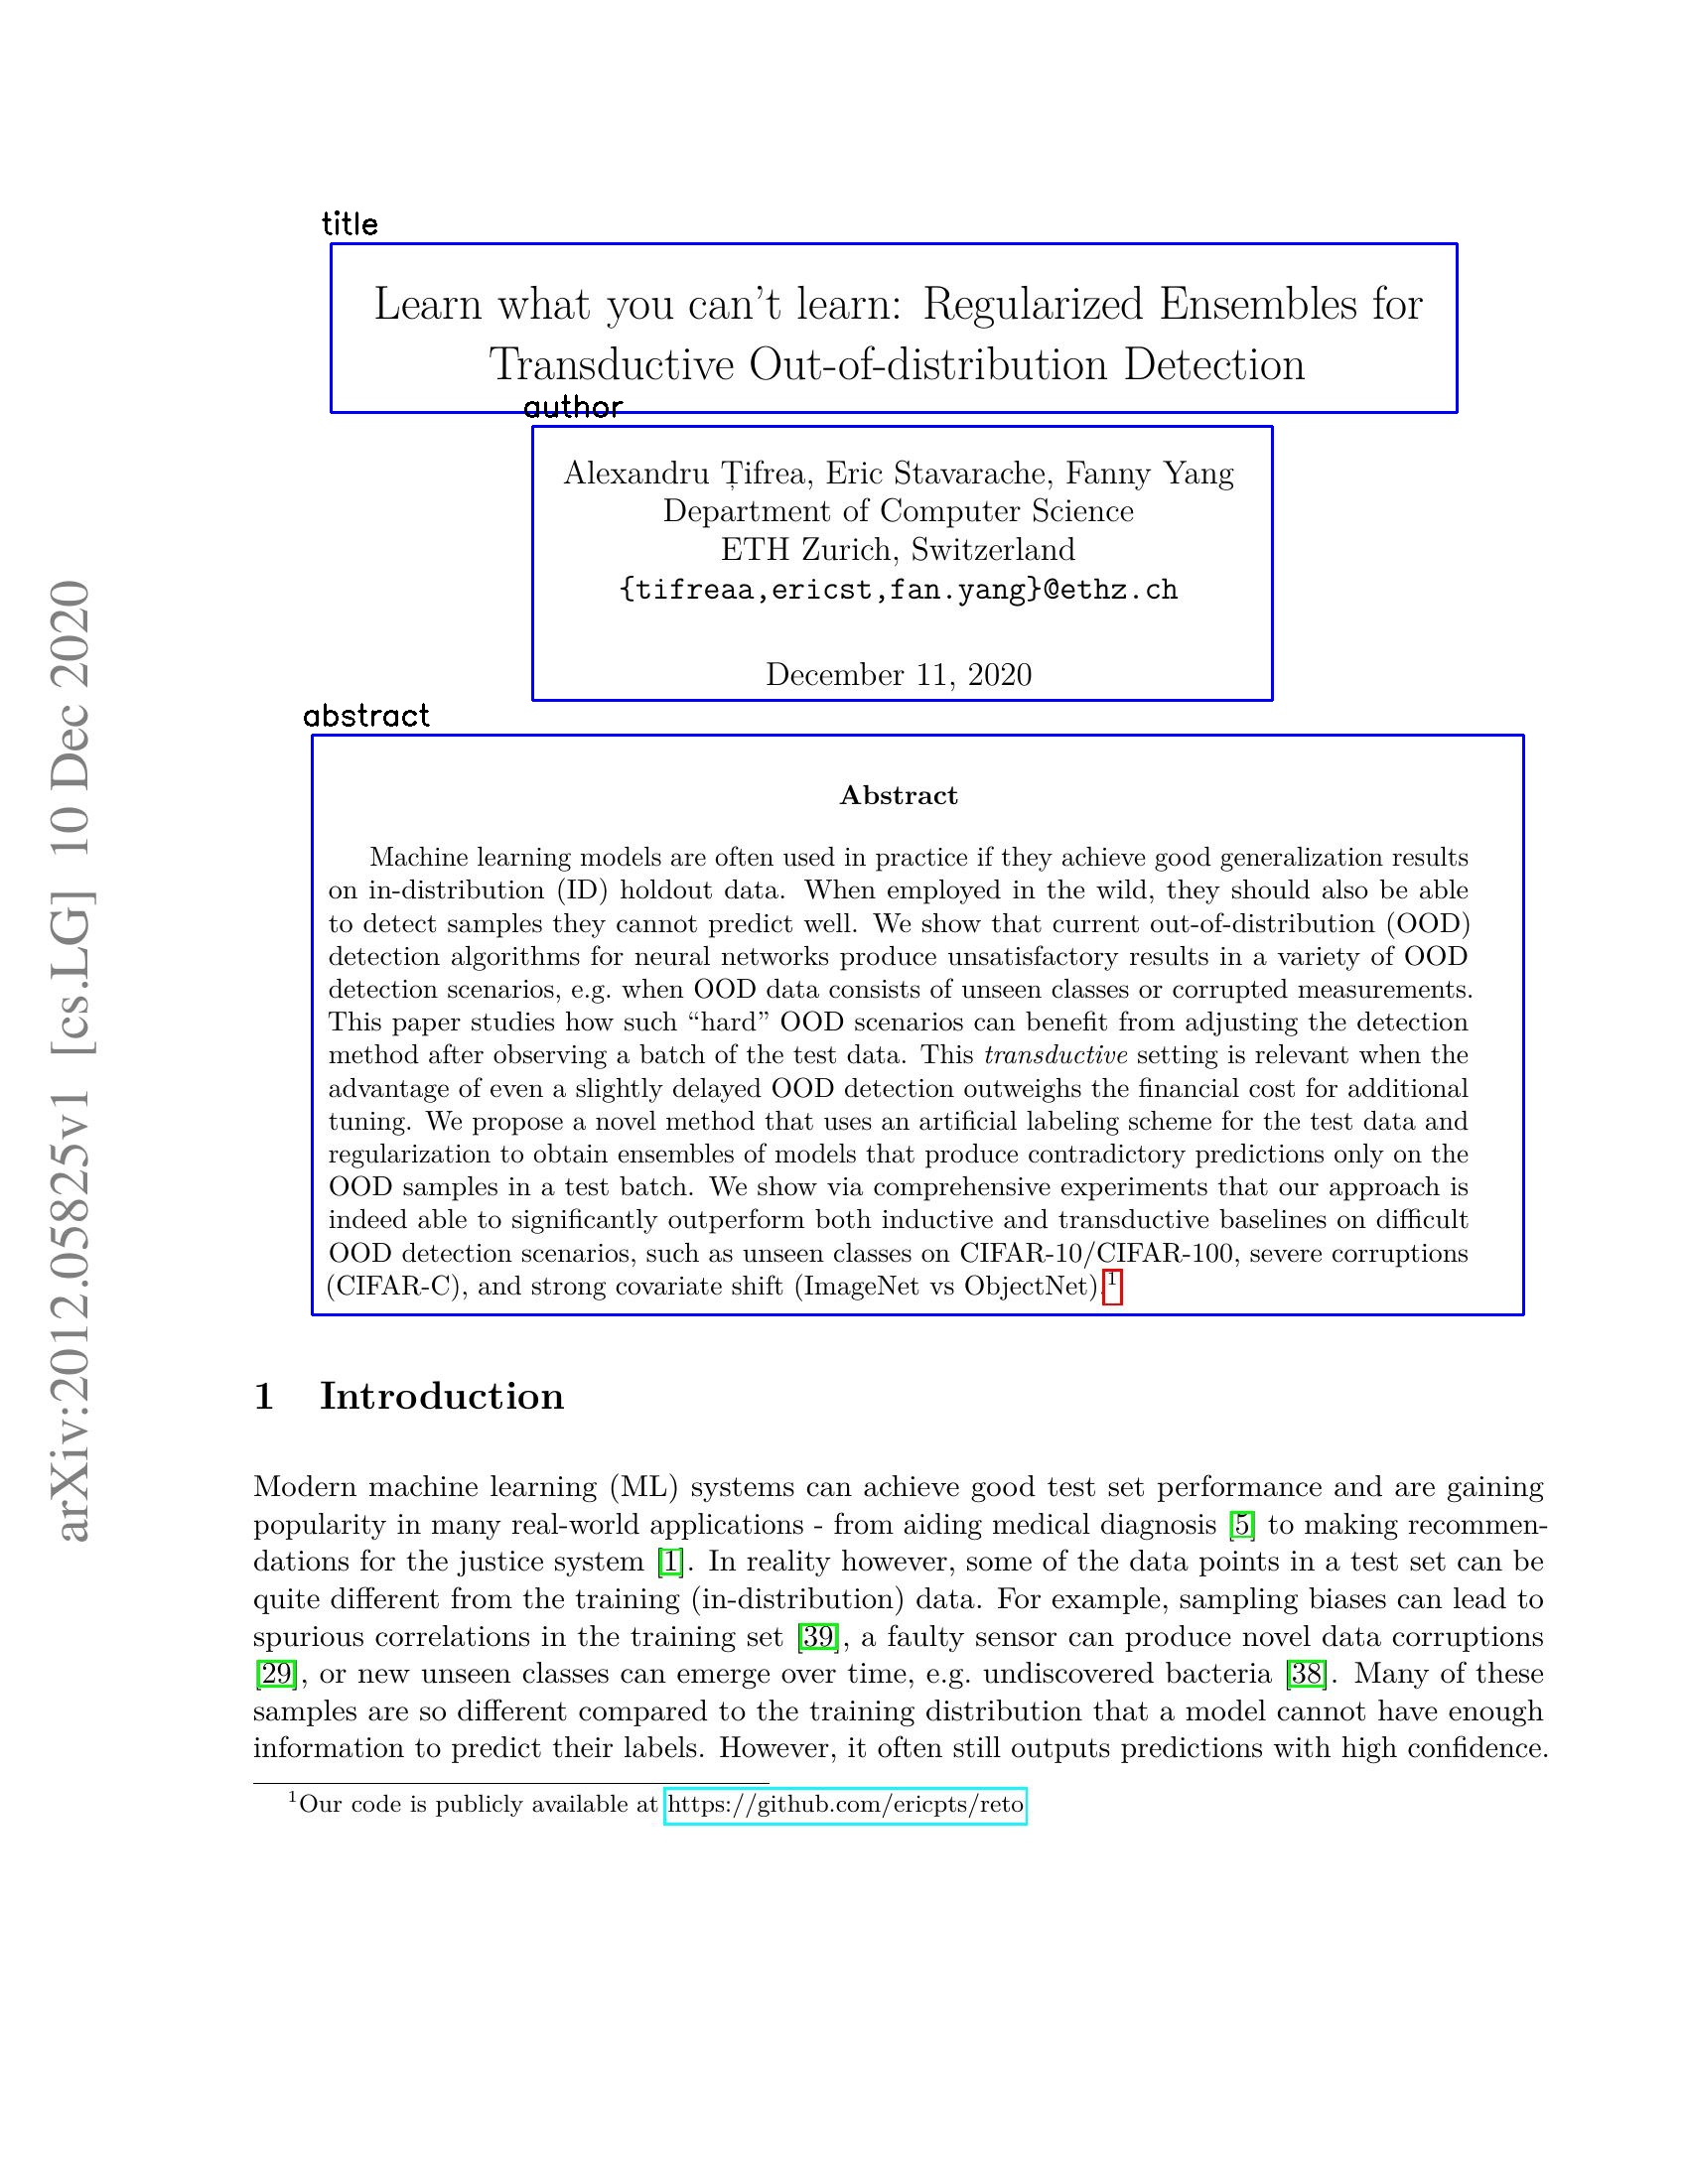 title
Learn what you can't learn: Regularized Ensembles for
Transductive Out-of-distribution Detection
author
Alexandru Țifrea, Eric Stavarache, Fanny Yang
Department of Computer Science
ETH Zurich, Switzerland
{tifreaa,ericst,fan.yang}@ethz.ch
December 11, 2020
abstract
Abstract
Machine learning models are often used in practice if they achieve good generalization results
on in-distribution (ID) holdout data. When employed in the wild, they should also be able
to detect samples they cannot predict well. We show that current out-of-distribution (OOD)
detection algorithms for neural networks produce unsatisfactory results in a variety of OOD
detection scenarios, e.g. when OOD data consists of unseen classes or corrupted measurements.
This paper studies how such “hard” OOD scenarios can benefit from adjusting the detection
method after observing a batch of the test data. This transductive setting is relevant when the
advantage of even a slightly delayed OOD detection outweighs the financial cost for additional
tuning. We propose a novel method that uses an artificial labeling scheme for the test data and
regularization to obtain ensembles of models that produce contradictory predictions only on the
OOD samples in a test batch. We show via comprehensive experiments that our approach is
indeed able to significantly outperform both inductive and transductive baselines on difficult
OOD detection scenarios, such as unseen classes on CIFAR-10/CIFAR-100, severe corruptions
(CIFAR-C), and strong covariate shift (ImageNet vs ObjectNet).1
1 Introduction
Modern machine learning (ML) systems can achieve good test set performance and are gaining
popularity in many real-world applications - from aiding medical diagnosis [5] to making recommen-
dations for the justice system [1]. In reality however, some of the data points in a test set can be
quite different from the training (in-distribution) data. For example, sampling biases can lead to
spurious correlations in the training set [39], a faulty sensor can produce novel data corruptions
[29], or new unseen classes can emerge over time, e.g. undiscovered bacteria [38]. Many of these
samples are so different compared to the training distribution that a model cannot have enough
information to predict their labels. However, it often still outputs predictions with high confidence.
1Our code is publicly available at https://github.com/ericpts/reto
arXiv:2012.05825v1 [cs.LG] 10 Dec 2020